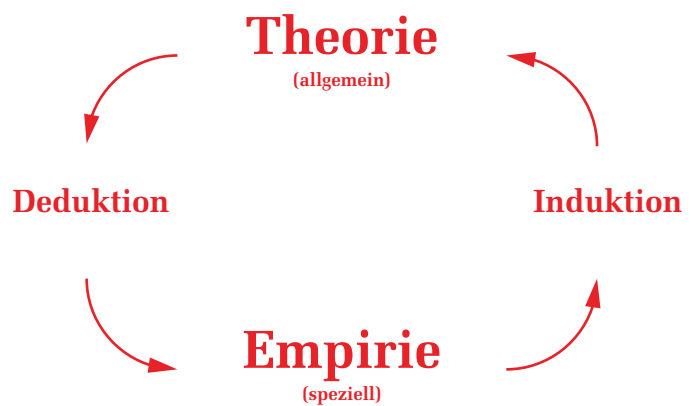 Theorie
(allgemein)
Deduktion
Induktion
Empirie
(speziell)